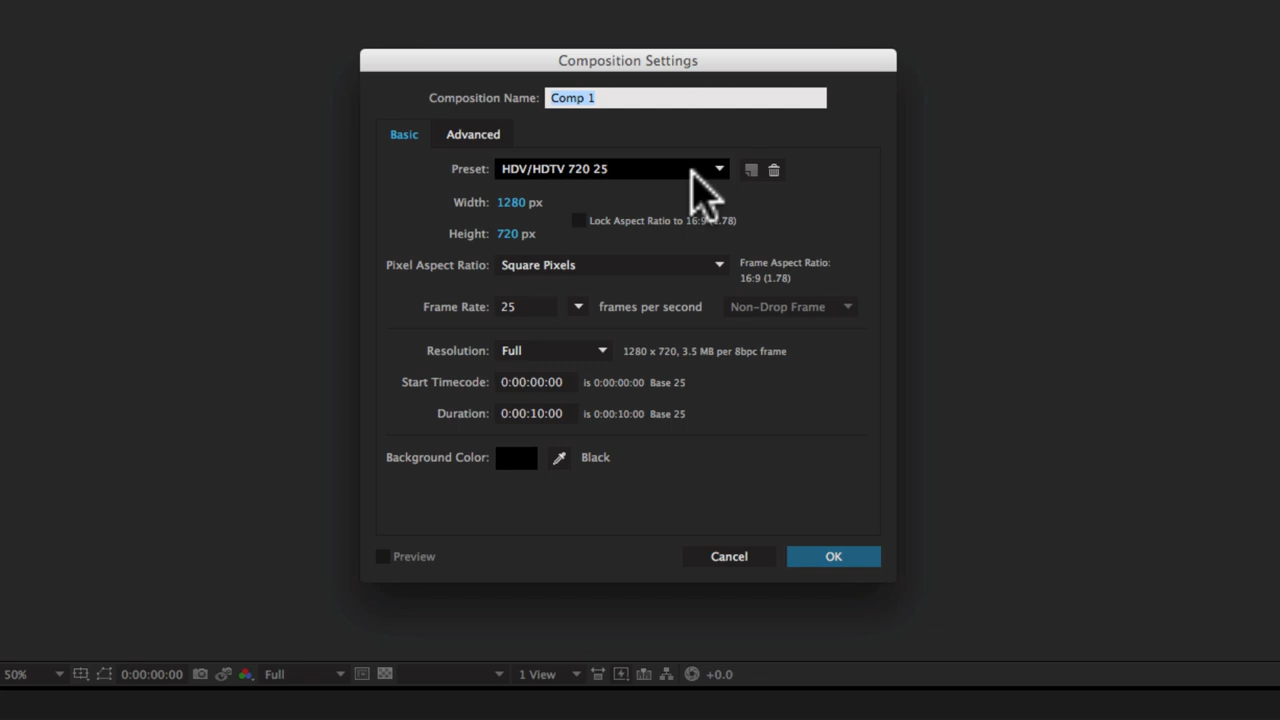 Composition Settings
Composition Name: Comp 1
Basic Advanced
Preset: HDV/HDTV 720 25
Width: 1280 px
Lock Aspect Ratio to 16:9 (1.78)
Height: 720 px
Pixel Aspect Ratio: Square Pixels Frame Aspect Ratio:
16:9 (1.78)
Frame Rate: 25 frames per second Non-Drop Frame
Resolution: Full 1280 x 720, 3.5 MB per 8bpc frame
Start Timecode: 0:00:00:00 is 0:00:00:00 Base 25
Duration: 0:00:10:00 is 0:00:10:00 Base 25
Background Color: Black
Preview Cancel OK
50% 0:00:00:00 Full 1 View +0.0